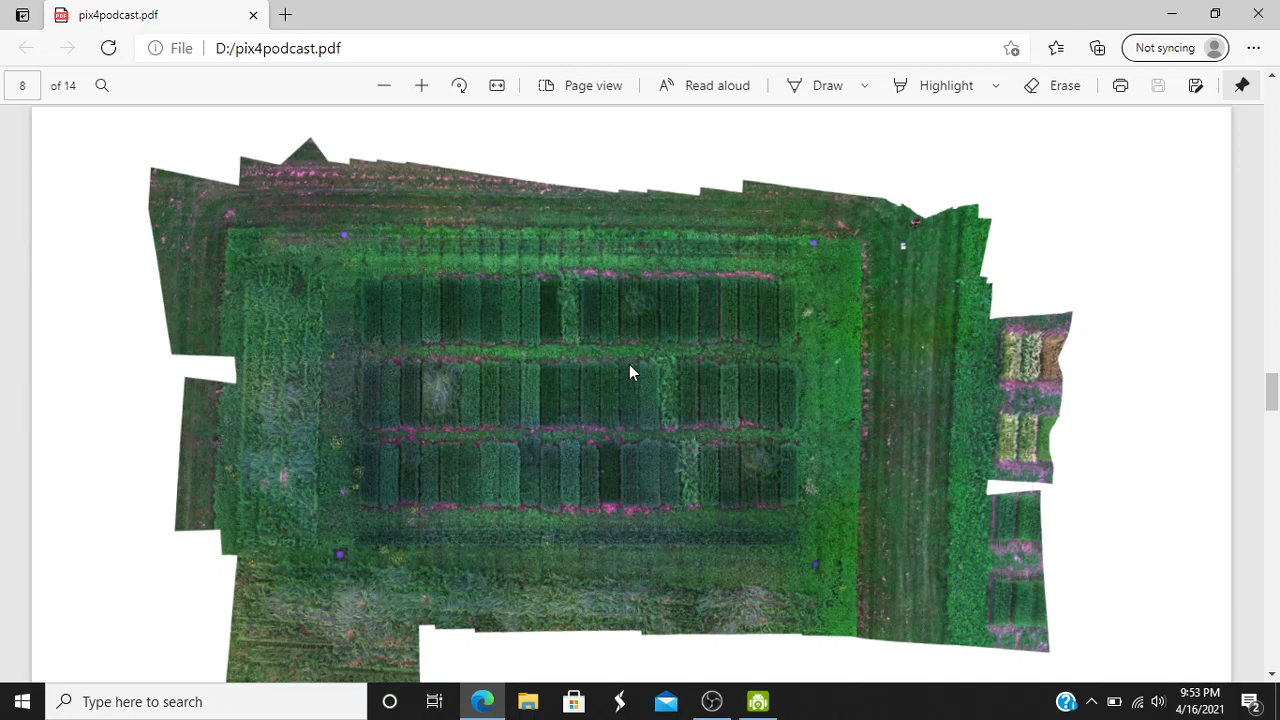 pix4podcast.pdf
File
D:/pix4podcast.pdf
Not syncing
8 of 14
Page view
Read aloud
Draw
Highlight
Erase
Type here to search
9:53 PM
4/16/2021
2